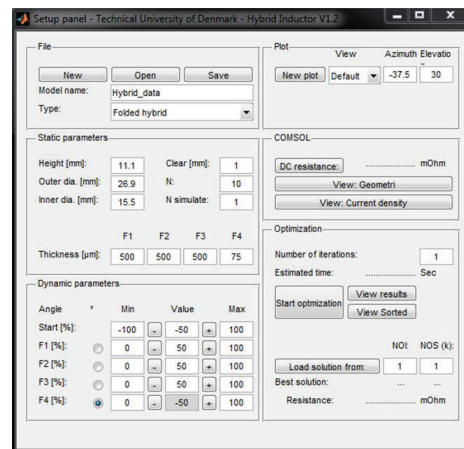 Setup panel - Technical University of Denmark - Hybrid Inductor V1.2
File
New Open Save
Model name: Hybrid_data
Type: Folded hybrid
Static parameters
Height [mm]: 11.1 Clear [mm]: 1
Outer dia. [mm]: 26.9 N: 10
Inner dia. [mm]: 15.5 N simulate: 1
F1 F2 F3 F4
Thickness [µm]: 500 500 500 75
Dynamic parameters
Angle * Min Value Max
Start [%]: -100 - -50 + 100
F1 [%]: 0 - 50 + 100
F2 [%]: 0 - 50 + 100
F3 [%]: 0 - 50 + 100
F4 [%]: 0 - -50 + 100
Plot
View Azimuth Elevatio
New plot Default -37.5 30
COMSOL
DC resistance: ................... mOhm
View: Geometri
View: Current density
Optimization
Number of iterations: 1
Estimated time: ................... Sec
Start optmization View results
View Sorted
NOI: NOS (k):
Load solution from: 1 1
Best solution: ... ...
Resistance: ................... mOhm